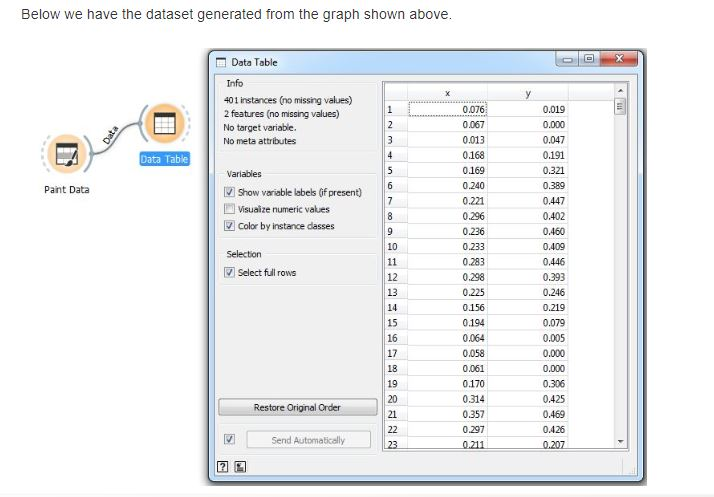 Below we have the dataset generated from the graph shown above.
Data Table
Info
401 instances (no missing values)
2 features (no missing values)
No target variable.
No meta attributes
Variables
Show variable labels (if present)
Visualize numeric values
Color by instance classes
Selection
Select full rows
Restore Original Order
Send Automatically
x y
1 0.076 0.019
2 0.067 0.000
3 0.013 0.047
4 0.168 0.191
5 0.169 0.321
6 0.240 0.389
7 0.221 0.447
8 0.296 0.402
9 0.236 0.460
10 0.233 0.409
11 0.283 0.446
12 0.298 0.393
13 0.225 0.246
14 0.156 0.219
15 0.194 0.079
16 0.064 0.005
17 0.058 0.000
18 0.061 0.000
19 0.170 0.306
20 0.314 0.425
21 0.357 0.469
22 0.297 0.426
23 0.211 0.207
Data
Data Table
Paint Data